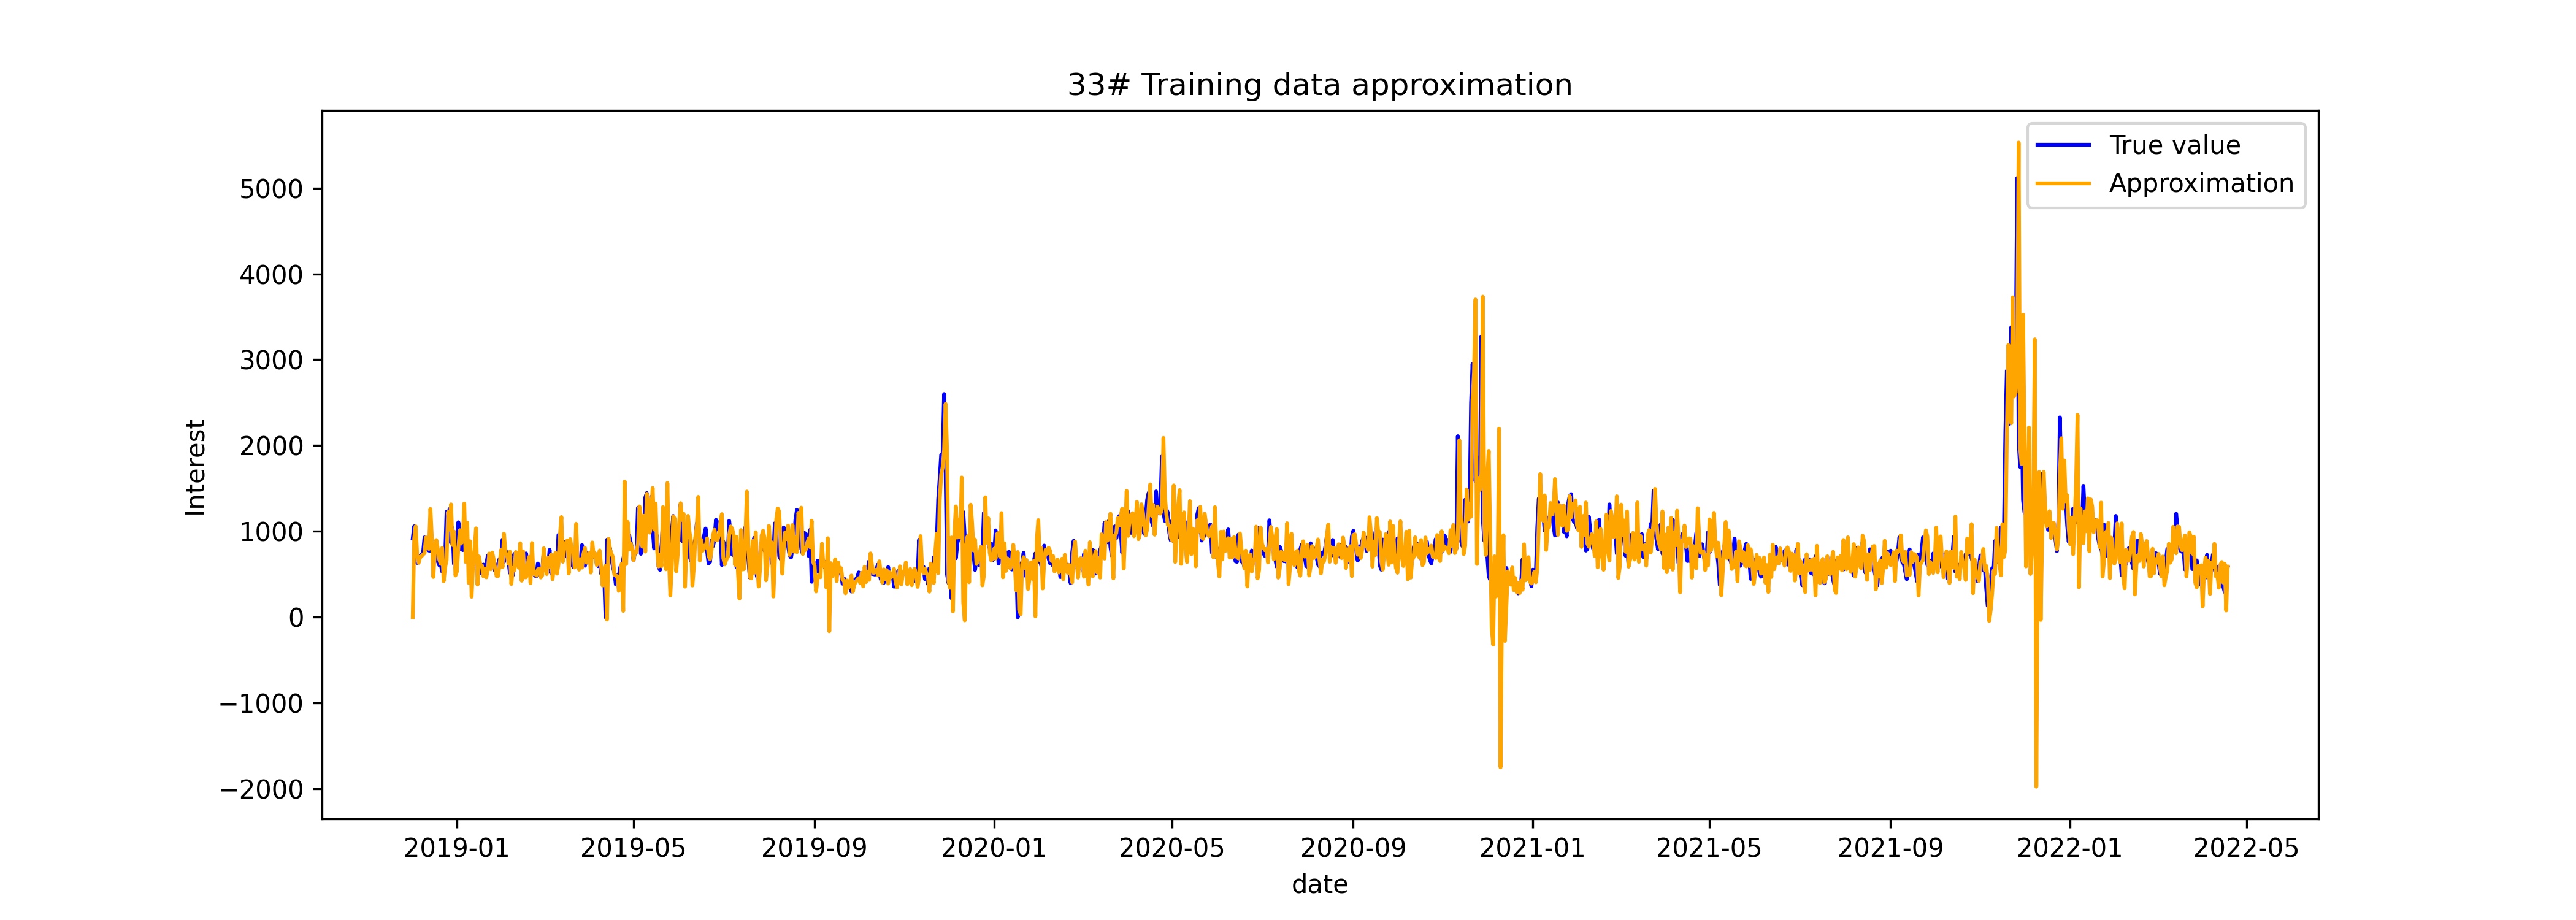 33# Training data approximation
True value
Approximation
Interest
5000
4000
3000
2000
1000
0
−1000
−2000
2019-01 2019-05 2019-09 2020-01 2020-05 2020-09 2021-01 2021-05 2021-09 2022-01 2022-05
date